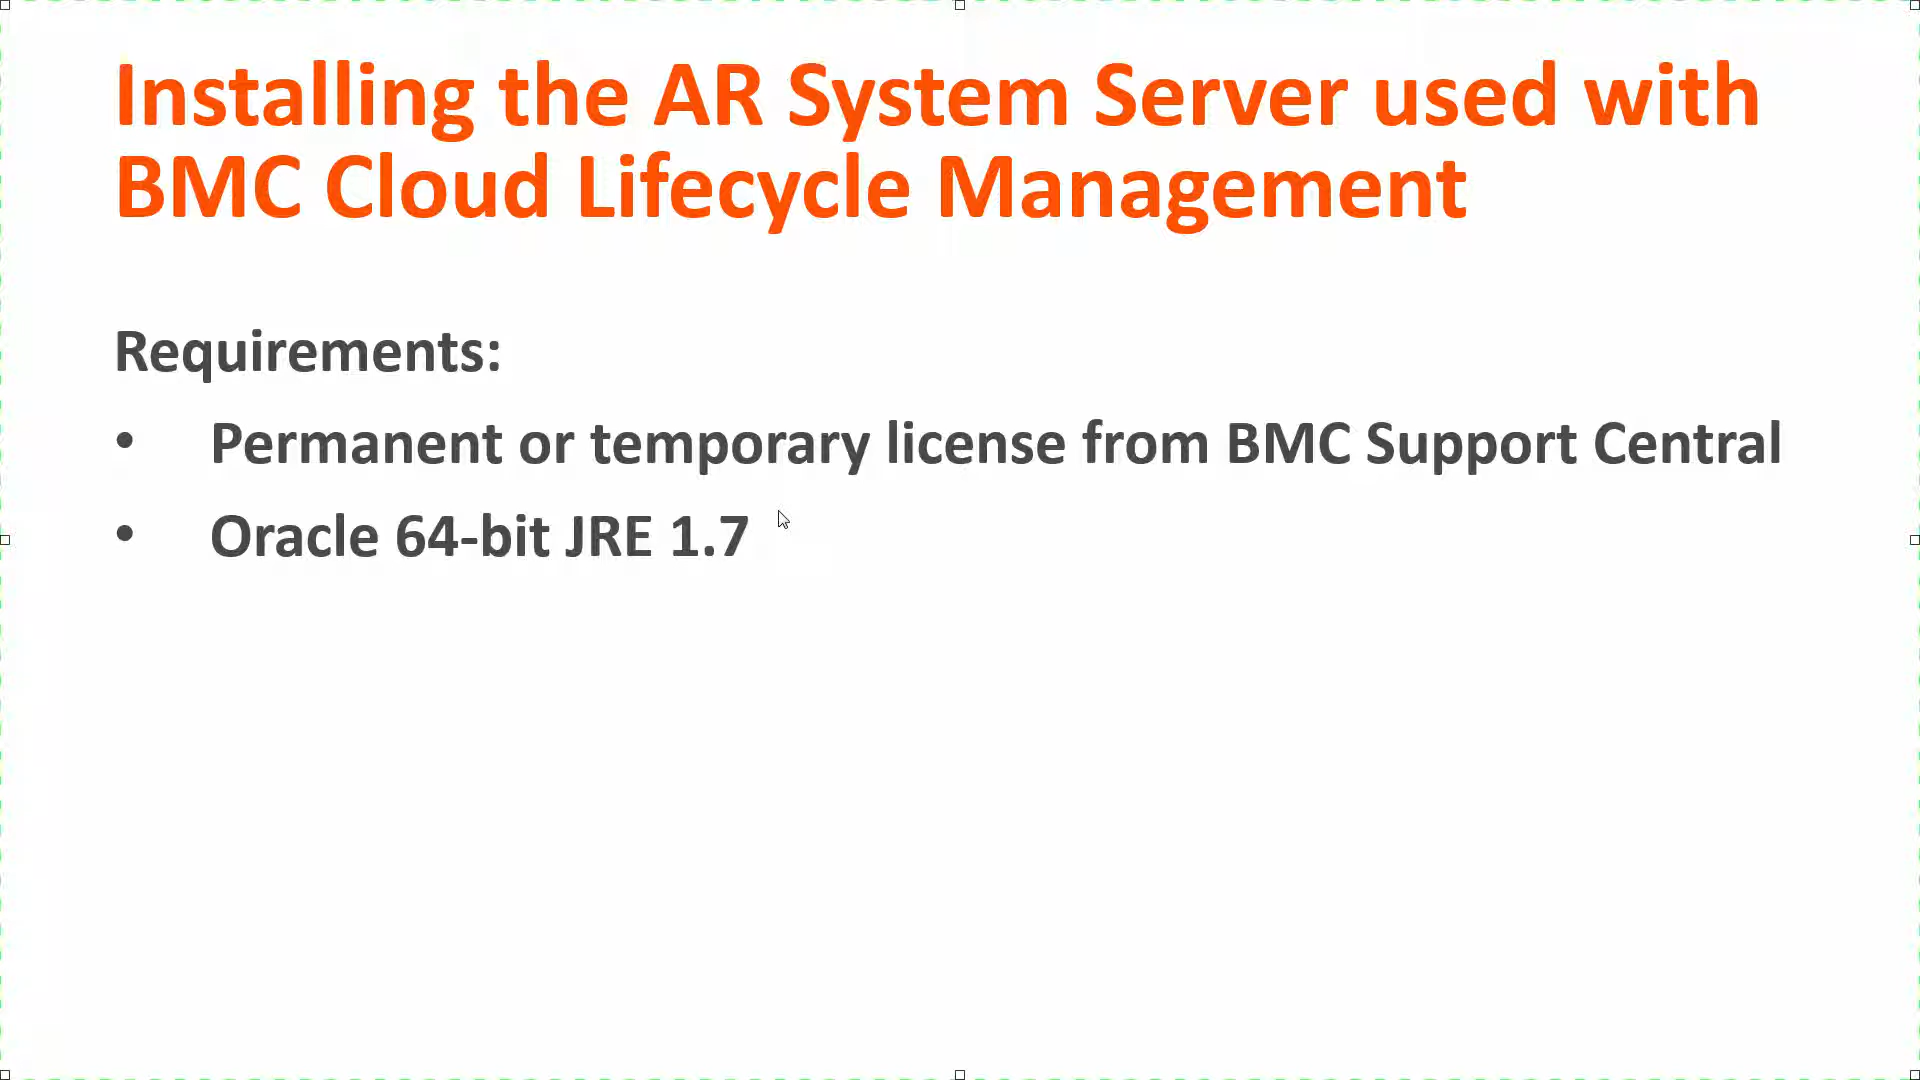 Installing the AR System Server used with
BMC Cloud Lifecycle Management
Requirements:
• Permanent or temporary license from BMC Support Central
• Oracle 64-bit JRE 1.7